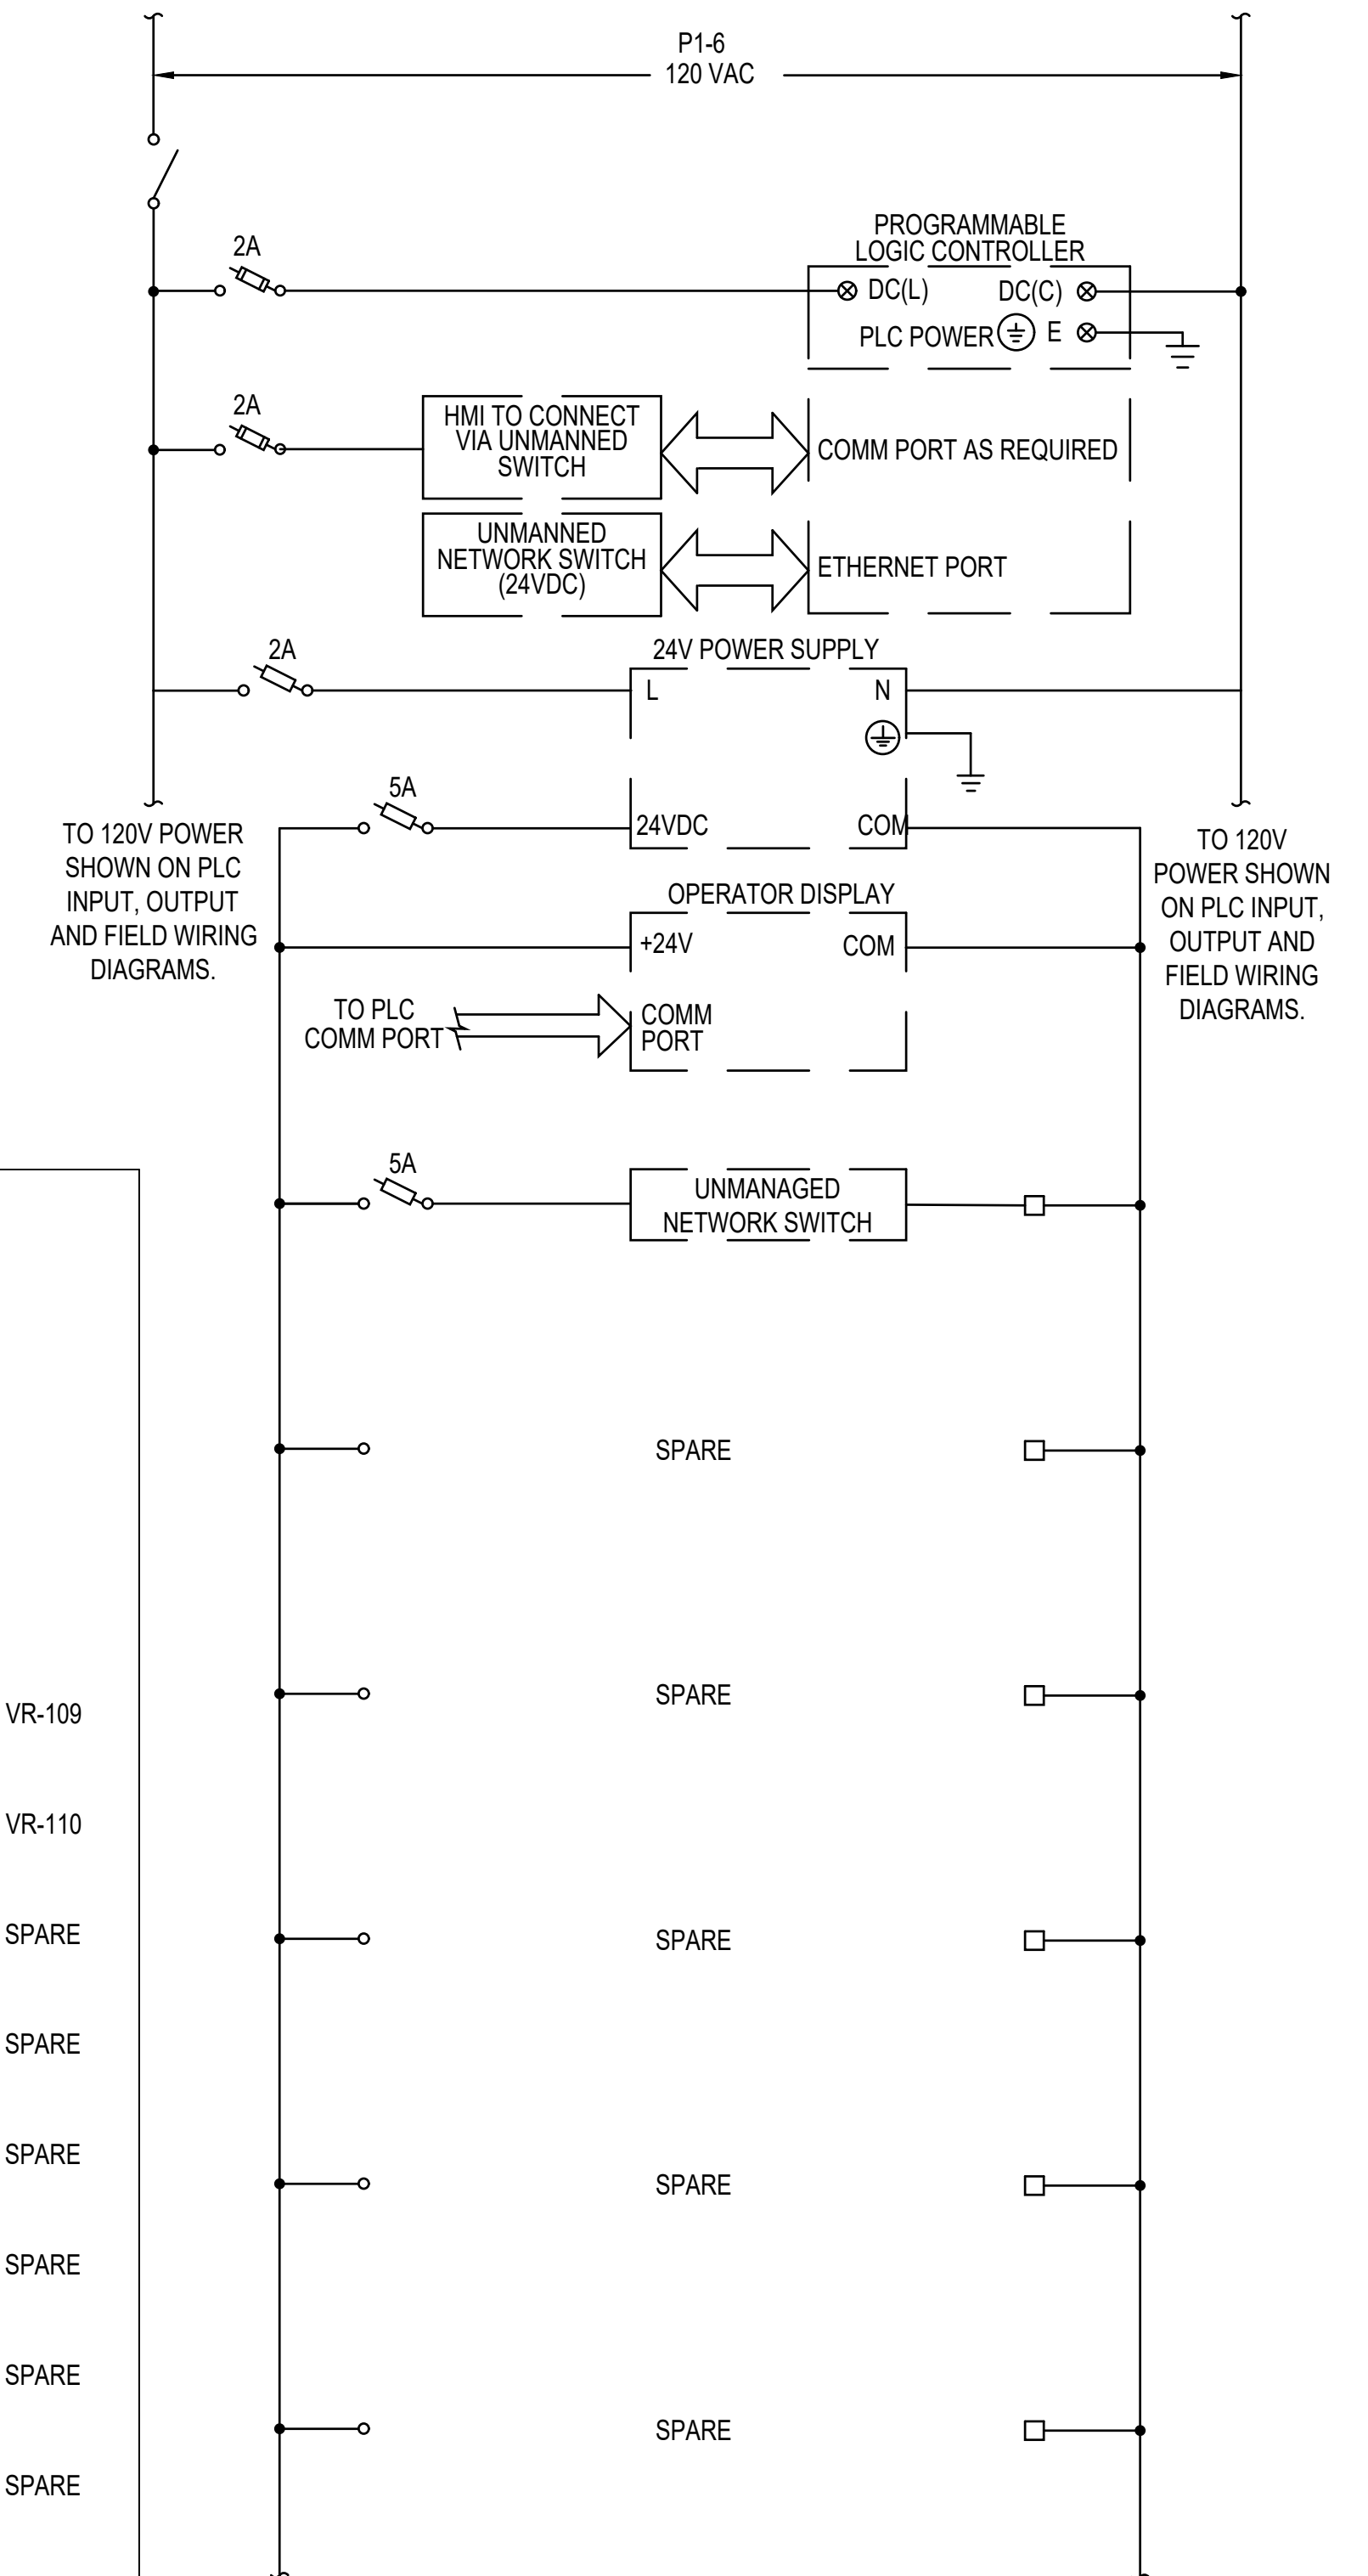 P1-6
120 VAC
2A
PROGRAMMABLE
LOGIC CONTROLLER
DC(L)
DC(C)
PLC POWER
E
2A
HMI TO CONNECT
VIA UNMANNED
SWITCH
COMM PORT AS REQUIRED
UNMANNED
NETWORK SWITCH
(24VDC)
ETHERNET PORT
2A
24V POWER SUPPLY
L
N
5A
24VDC
COM
TO 120V POWER
SHOWN ON PLC
INPUT, OUTPUT
AND FIELD WIRING
DIAGRAMS.
TO 120V
POWER SHOWN
ON PLC INPUT,
OUTPUT AND
FIELD WIRING
DIAGRAMS.
OPERATOR DISPLAY
+24V
COM
TO PLC
COMM PORT
COMM
PORT
5A
UNMANAGED
NETWORK SWITCH
SPARE
SPARE
SPARE
SPARE
SPARE
VR-109
VR-110
SPARE
SPARE
SPARE
SPARE
SPARE
SPARE